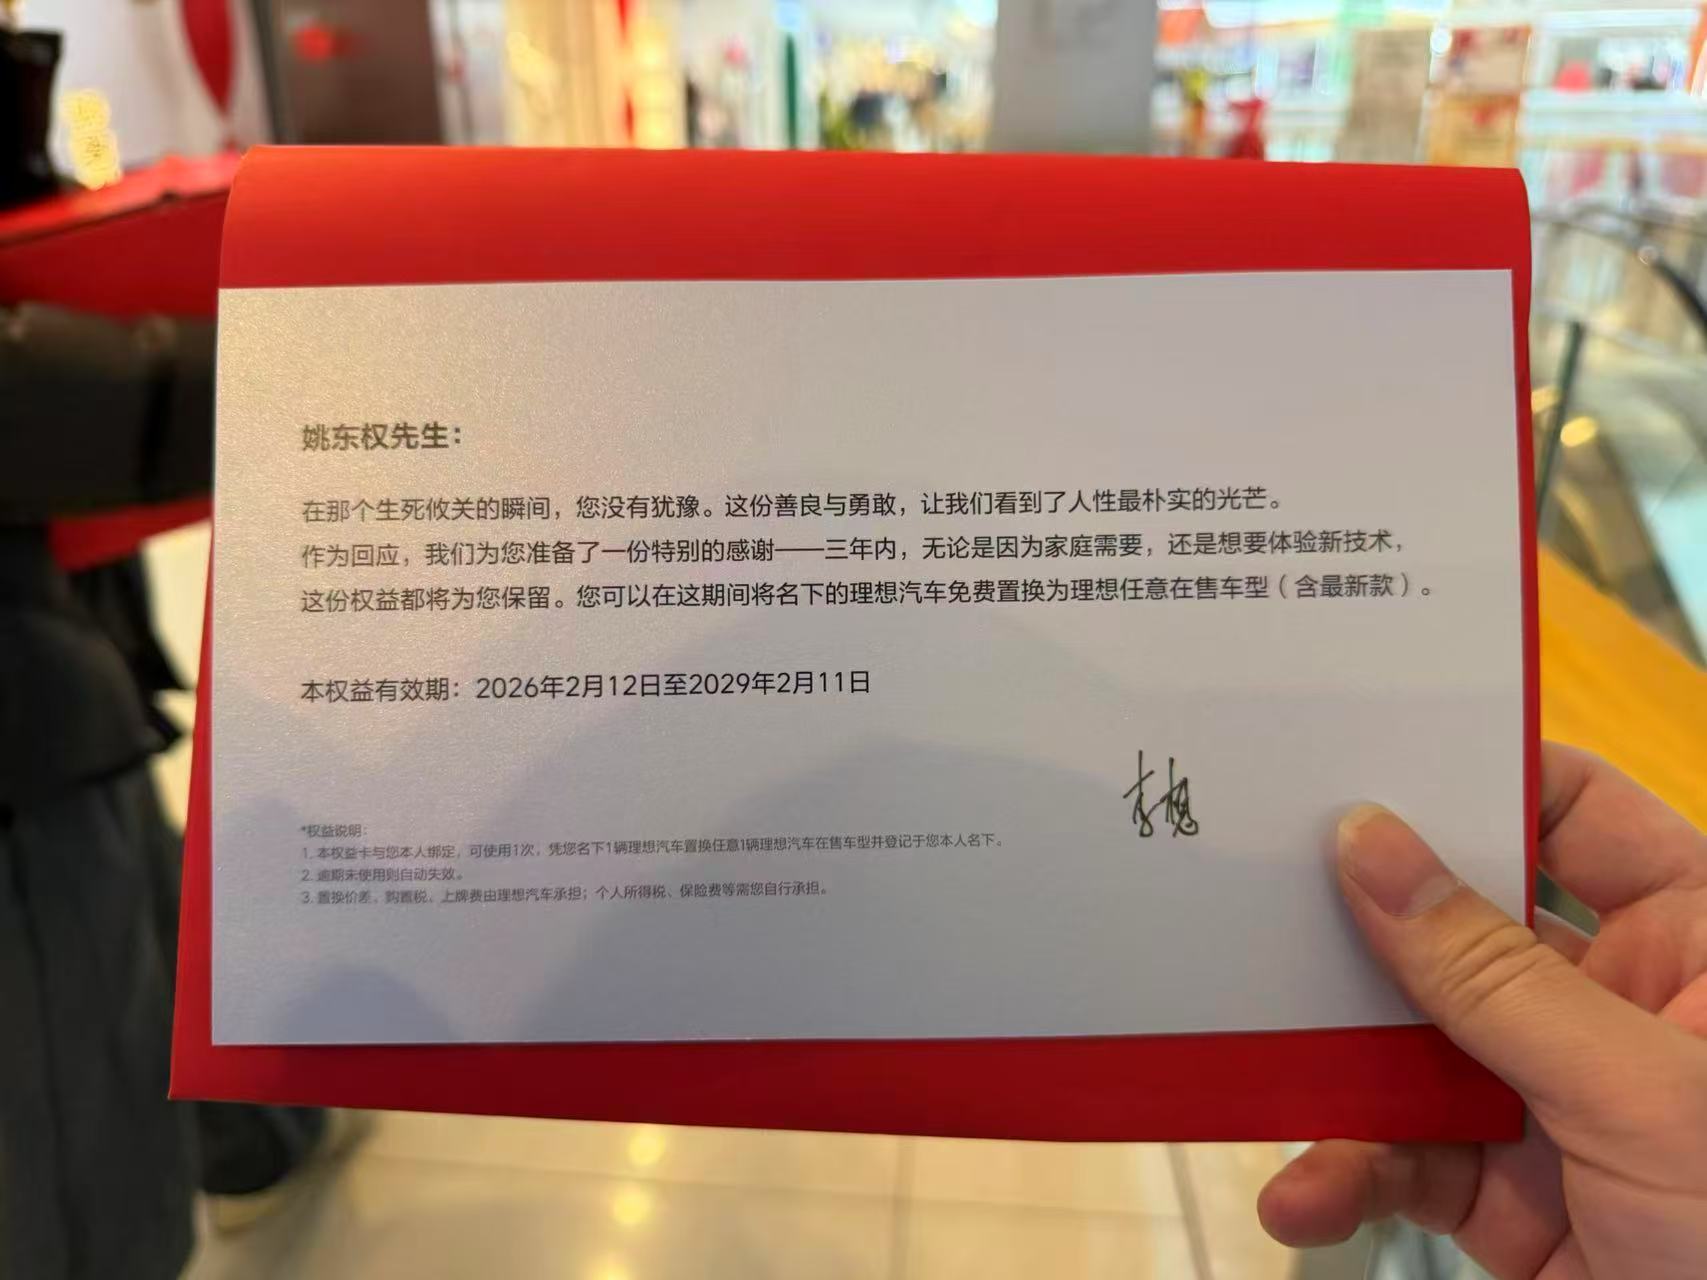 姚东权先生：
在那个生死攸关的瞬间，您没有犹豫。这份善良与勇敢，让我们看到了人性最朴实的光芒。
作为回应，我们为您准备了一份特别的感谢——三年内，无论是因为家庭需要，还是想要体验新技术，
这份权益都将为您保留。您可以在这期间将名下的理想汽车免费置换为理想任意在售车型（含最新款）。
本权益有效期：2026年2月12日至2029年2月11日
李想
*权益说明：
1. 本权益卡与您本人绑定，可使用1次，凭您名下1辆理想汽车置换任意1辆理想汽车在售车型并登记于您本人名下。
2. 逾期未使用则自动失效。
3. 置换价差、购置税、上牌费由理想汽车承担；个人所得税、保险费等需您自行承担。